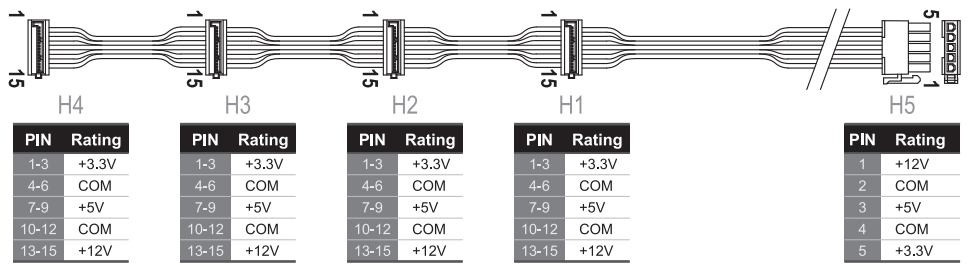 1 1 1 1 5
15 15 15 15 1
H4 H3 H2 H1 H5
PIN Rating PIN Rating PIN Rating PIN Rating PIN Rating
1-3 +3.3V 1-3 +3.3V 1-3 +3.3V 1-3 +3.3V 1 +12V
4-6 COM 4-6 COM 4-6 COM 4-6 COM 2 COM
7-9 +5V 7-9 +5V 7-9 +5V 7-9 +5V 3 +5V
10-12 COM 10-12 COM 10-12 COM 10-12 COM 4 COM
13-15 +12V 13-15 +12V 13-15 +12V 13-15 +12V 5 +3.3V